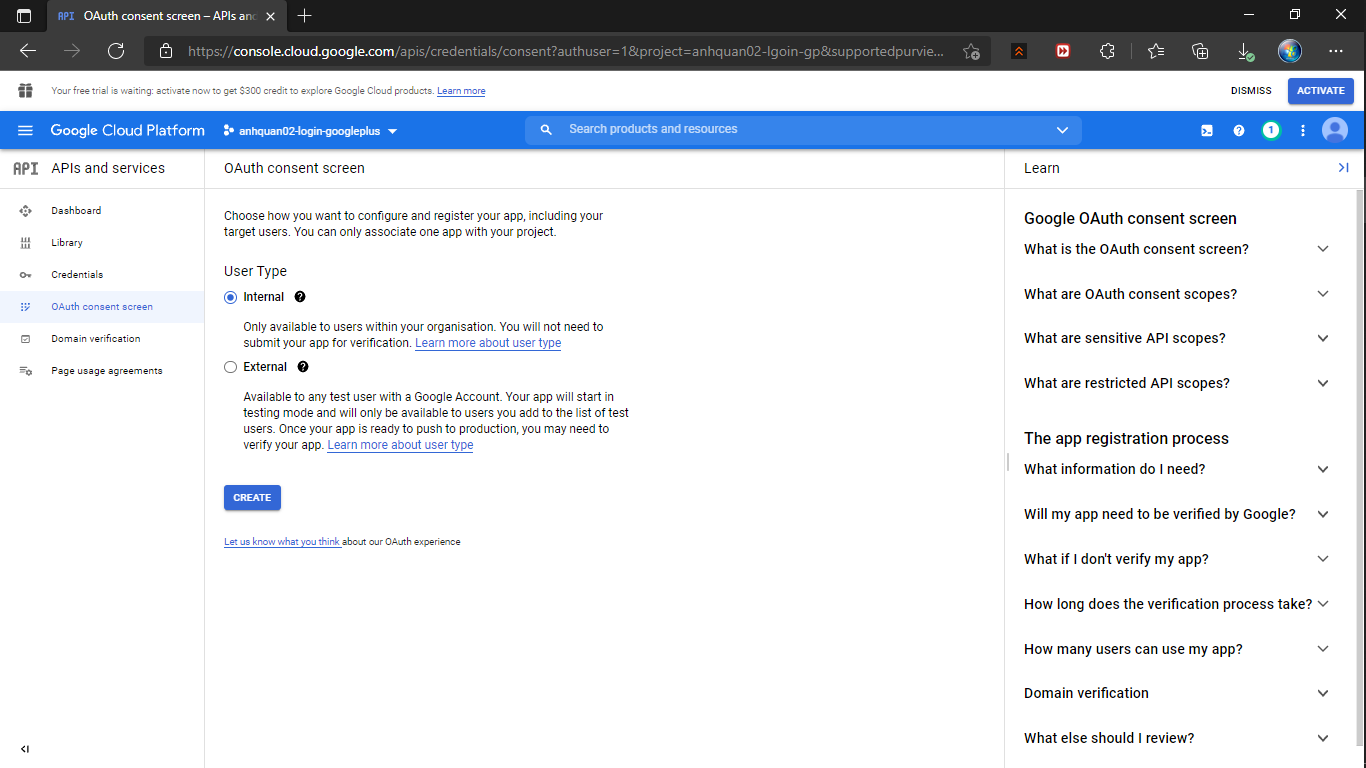 API OAuth consent screen – APIs and
https://console.cloud.google.com/apis/credentials/consent?authuser=1&project=anhquan02-lgoin-gp&supportedpurvie...
Your free trial is waiting: activate now to get $300 credit to explore Google Cloud products. Learn more
DISMISS
ACTIVATE
Google Cloud Platform
anhquan02-login-googleplus
Search products and resources
1
API APIs and services
Dashboard
Library
Credentials
OAuth consent screen
Domain verification
Page usage agreements
OAuth consent screen
Choose how you want to configure and register your app, including your
target users. You can only associate one app with your project.
User Type
Internal
Only available to users within your organisation. You will not need to
submit your app for verification. Learn more about user type
External
Available to any test user with a Google Account. Your app will start in
testing mode and will only be available to users you add to the list of test
users. Once your app is ready to push to production, you may need to
verify your app. Learn more about user type
CREATE
Let us know what you think about our OAuth experience
Learn
Google OAuth consent screen
What is the OAuth consent screen?
What are OAuth consent scopes?
What are sensitive API scopes?
What are restricted API scopes?
The app registration process
What information do I need?
Will my app need to be verified by Google?
What if I don't verify my app?
How long does the verification process take?
How many users can use my app?
Domain verification
What else should I review?